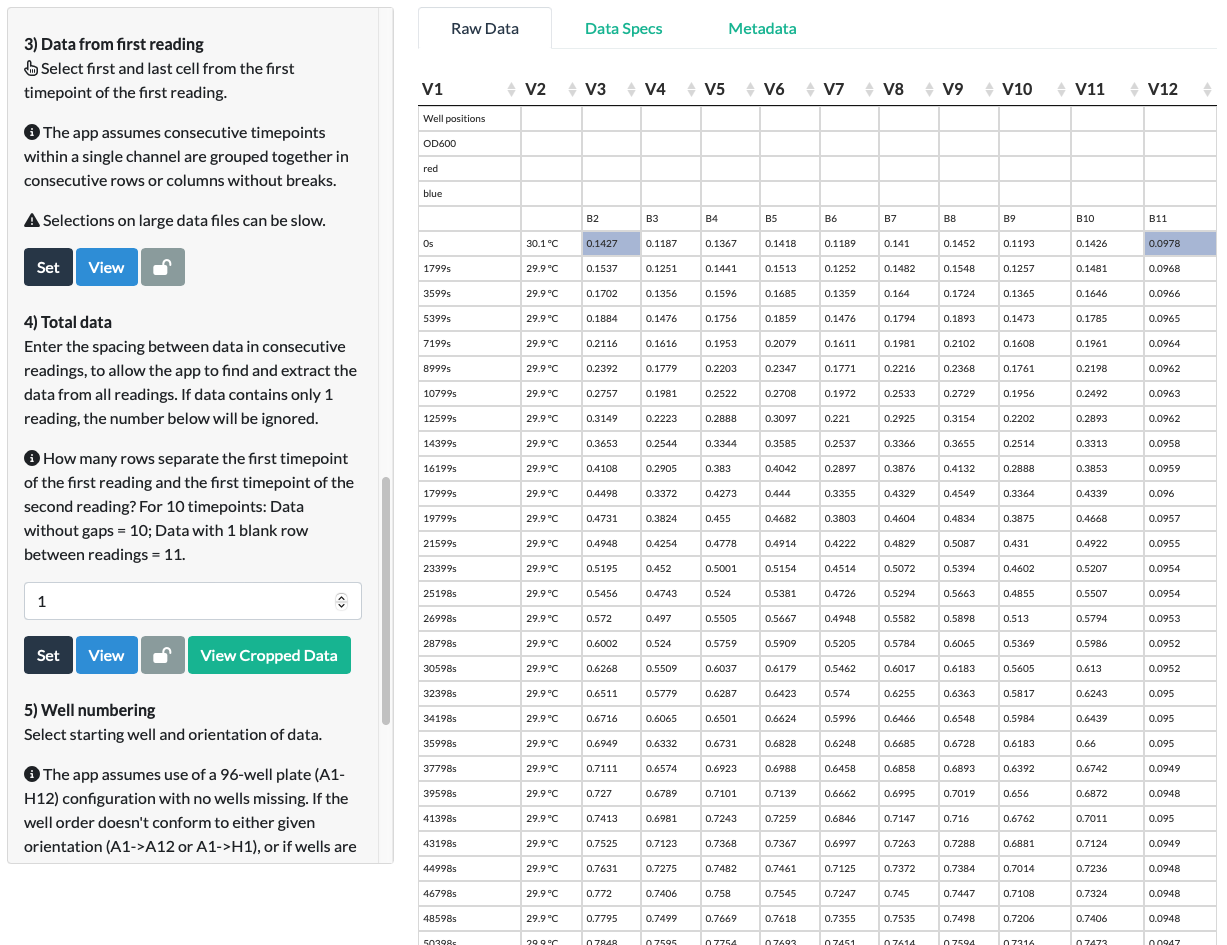 3) Data from first reading
Select first and last cell from the first
timepoint of the first reading.
The app assumes consecutive timepoints
within a single channel are grouped together in
consecutive rows or columns without breaks.
Selections on large data files can be slow.
Set View
4) Total data
Enter the spacing between data in consecutive
readings, to allow the app to find and extract the
data from all readings. If data contains only 1
reading, the number below will be ignored.
How many rows separate the first timepoint
of the first reading and the first timepoint of the
second reading? For 10 timepoints: Data
without gaps = 10; Data with 1 blank row
between readings = 11.
1
Set View View Cropped Data
5) Well numbering
Select starting well and orientation of data.
The app assumes use of a 96-well plate (A1-
H12) configuration with no wells missing. If the
well order doesn't conform to either given
orientation (A1->A12 or A1->H1), or if wells are
Raw Data Data Specs Metadata
V1 V2 V3 V4 V5 V6 V7 V8 V9 V10 V11 V12
Well positions
OD600
red
blue
B2 B3 B4 B5 B6 B7 B8 B9 B10 B11
0s 30.1 °C 0.1427 0.1187 0.1367 0.1418 0.1189 0.141 0.1452 0.1193 0.1426 0.0978
1799s 29.9 °C 0.1537 0.1251 0.1441 0.1513 0.1252 0.1482 0.1548 0.1257 0.1481 0.0968
3599s 29.9 °C 0.1702 0.1356 0.1596 0.1685 0.1359 0.164 0.1724 0.1365 0.1646 0.0966
5399s 29.9 °C 0.1884 0.1476 0.1756 0.1859 0.1476 0.1794 0.1893 0.1473 0.1785 0.0965
7199s 29.9 °C 0.2116 0.1616 0.1953 0.2079 0.1611 0.1981 0.2102 0.1608 0.1961 0.0964
8999s 29.9 °C 0.2392 0.1779 0.2203 0.2347 0.1771 0.2216 0.2368 0.1761 0.2198 0.0962
10799s 29.9 °C 0.2757 0.1981 0.2522 0.2708 0.1972 0.2533 0.2729 0.1956 0.2492 0.0963
12599s 29.9 °C 0.3149 0.2223 0.2888 0.3097 0.221 0.2925 0.3154 0.2202 0.2893 0.0962
14399s 29.9 °C 0.3653 0.2544 0.3344 0.3585 0.2537 0.3366 0.3655 0.2514 0.3313 0.0958
16199s 29.9 °C 0.4108 0.2905 0.383 0.4042 0.2897 0.3876 0.4132 0.2888 0.3853 0.0959
17999s 29.9 °C 0.4498 0.3372 0.4273 0.444 0.3355 0.4329 0.4549 0.3364 0.4339 0.096
19799s 29.9 °C 0.4731 0.3824 0.455 0.4682 0.3803 0.4604 0.4834 0.3875 0.4668 0.0957
21599s 29.9 °C 0.4948 0.4254 0.4778 0.4914 0.4222 0.4829 0.5087 0.431 0.4922 0.0955
23399s 29.9 °C 0.5195 0.452 0.5001 0.5154 0.4514 0.5072 0.5394 0.4602 0.5207 0.0954
25198s 29.9 °C 0.5456 0.4743 0.524 0.5381 0.4726 0.5294 0.5663 0.4855 0.5507 0.0954
26998s 29.9 °C 0.572 0.497 0.5505 0.5667 0.4948 0.5582 0.5898 0.513 0.5794 0.0953
28798s 29.9 °C 0.6002 0.524 0.5759 0.5909 0.5205 0.5784 0.6065 0.5369 0.5986 0.0952
30598s 29.9 °C 0.6268 0.5509 0.6037 0.6179 0.5462 0.6017 0.6183 0.5605 0.613 0.0952
32398s 29.9 °C 0.6511 0.5779 0.6287 0.6423 0.574 0.6255 0.6363 0.5817 0.6243 0.095
34198s 29.9 °C 0.6716 0.6065 0.6501 0.6624 0.5996 0.6466 0.6548 0.5984 0.6439 0.095
35998s 29.9 °C 0.6949 0.6332 0.6731 0.6828 0.6248 0.6685 0.6728 0.6183 0.66 0.095
37798s 29.9 °C 0.7111 0.6574 0.6923 0.6988 0.6458 0.6858 0.6893 0.6392 0.6742 0.0949
39598s 29.9 °C 0.727 0.6789 0.7101 0.7139 0.6662 0.6995 0.7019 0.656 0.6872 0.0948
41398s 29.9 °C 0.7413 0.6981 0.7243 0.7259 0.6846 0.7147 0.716 0.6762 0.7011 0.095
43198s 29.9 °C 0.7525 0.7123 0.7368 0.7367 0.6997 0.7263 0.7288 0.6881 0.7124 0.0949
44998s 29.9 °C 0.7631 0.7275 0.7482 0.7461 0.7125 0.7372 0.7384 0.7014 0.7236 0.0948
46798s 29.9 °C 0.772 0.7406 0.758 0.7545 0.7247 0.745 0.7447 0.7108 0.7324 0.0948
48598s 29.9 °C 0.7795 0.7499 0.7669 0.7618 0.7355 0.7535 0.7498 0.7206 0.7406 0.0948
50398s 29.9 °C 0.7848 0.7595 0.7754 0.7693 0.7451 0.7614 0.7594 0.7316 0.7473 0.0947